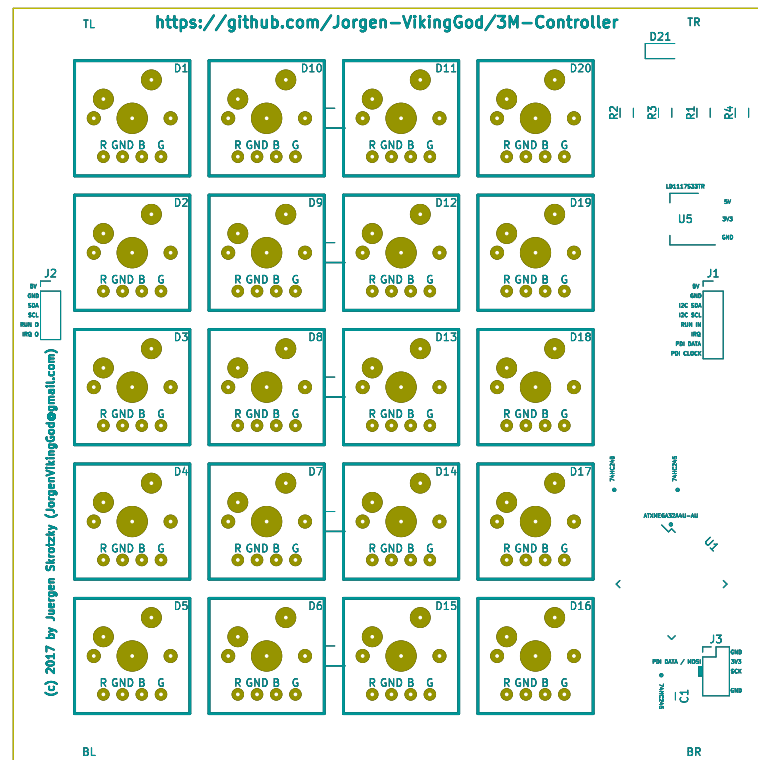 TL
https://github.com/Jorgen-VikingGod/3M-Controller
TR
D21
D1
D10
D11
D20
R2
R3
R1
R4
R GND B G
R GND B G
R GND B G
R GND B G
LD1117S33TR
U5
5V
3V3
GND
D2
D9
D12
D19
R GND B G
R GND B G
R GND B G
R GND B G
J2
5V
GND
SDA
SCL
RUN O
IRQ O
J1
5V
GND
I2C SDA
I2C SCL
RUN IN
IRQ
PDI DATA
PDI CLOCK
D3
D8
D13
D18
R GND B G
R GND B G
R GND B G
R GND B G
(c) 2017 by Juergen Skrotzky (JorgenVikingGod@gmail.com)
D4
D7
D14
D17
R GND B G
R GND B G
R GND B G
R GND B G
74HC245
ATXMEGA32A4U-AU
U1
D5
D6
D15
D16
R GND B G
R GND B G
R GND B G
R GND B G
J3
PDI DATA / MOSI
GND
3V3
SCK
GND
C1
BL
BR